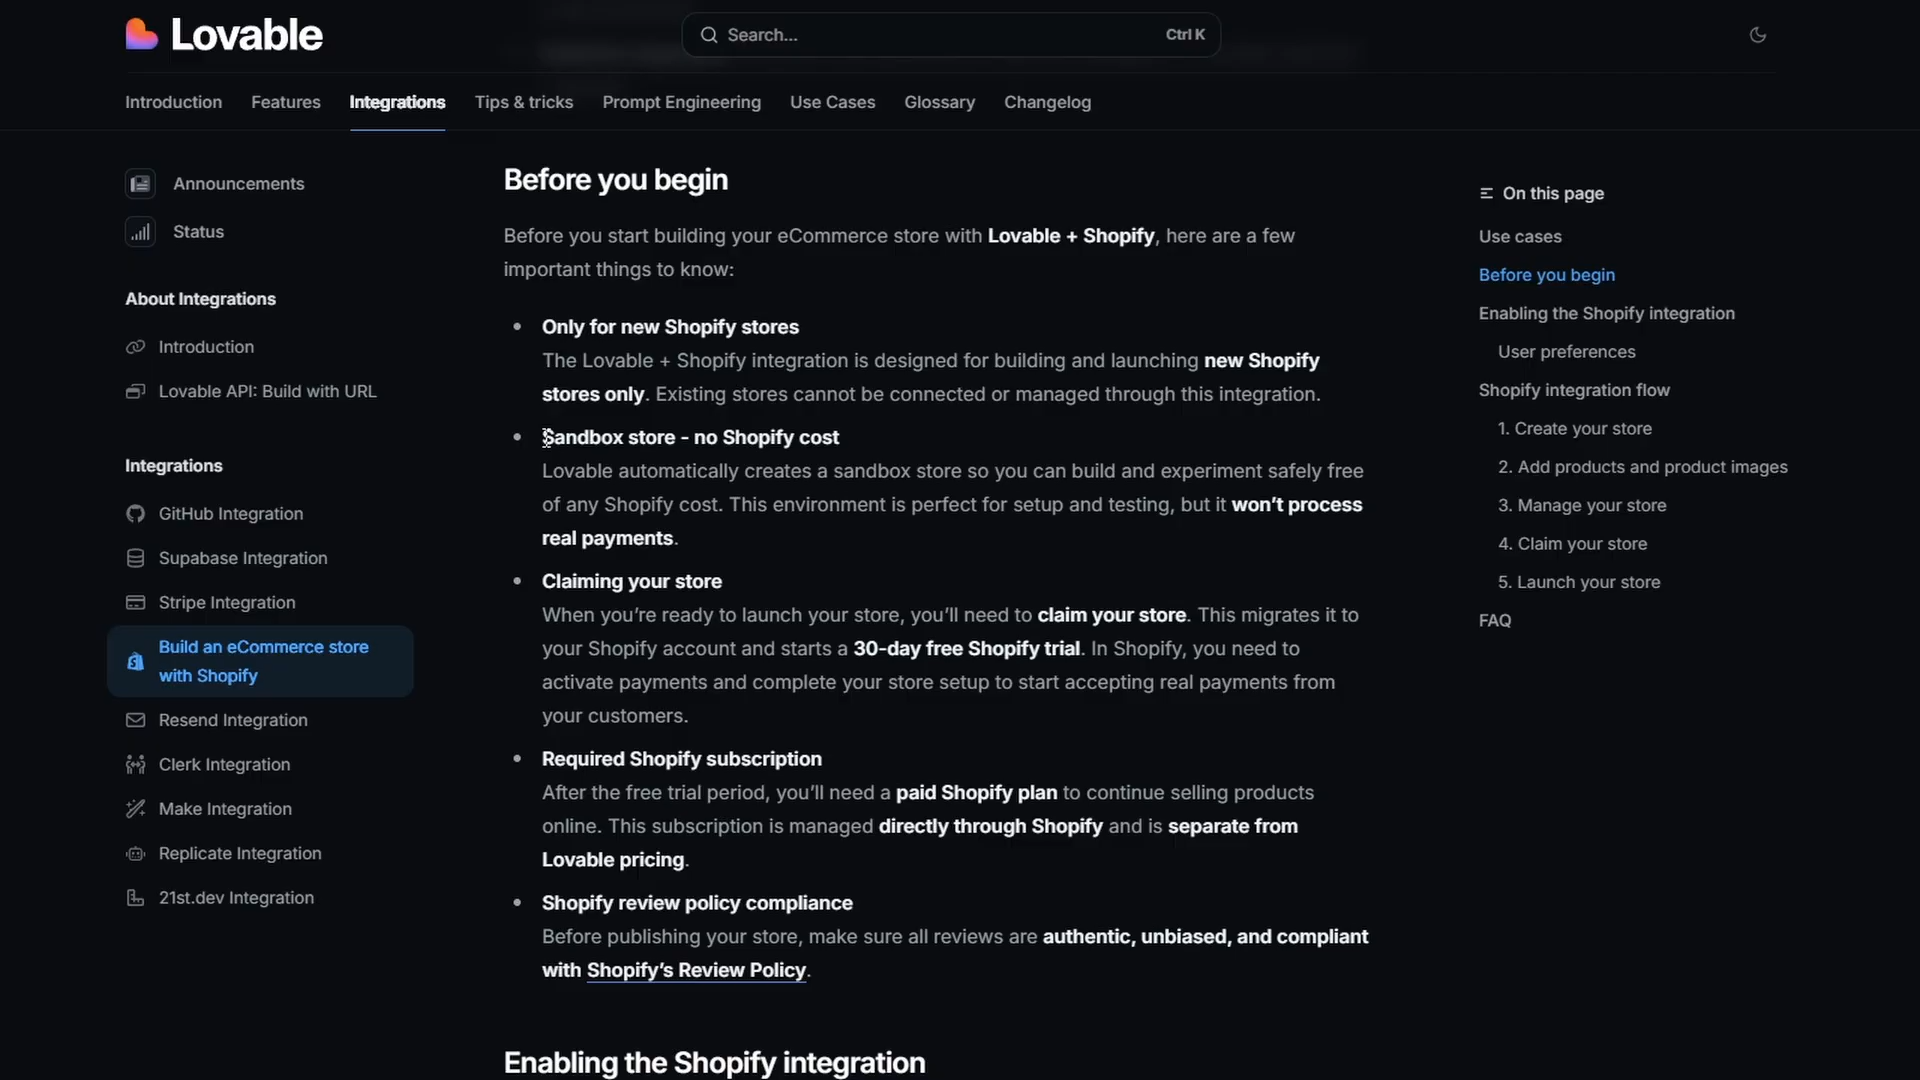 Lovable
Search...
Ctrl K
Introduction
Features
Integrations
Tips & tricks
Prompt Engineering
Use Cases
Glossary
Changelog
Announcements
Status
About Integrations
Introduction
Lovable API: Build with URL
Integrations
GitHub Integration
Supabase Integration
Stripe Integration
Build an eCommerce store
with Shopify
Resend Integration
Clerk Integration
Make Integration
Replicate Integration
21st.dev Integration
Before you begin
Before you start building your eCommerce store with Lovable + Shopify, here are a few
important things to know:
Only for new Shopify stores
The Lovable + Shopify integration is designed for building and launching new Shopify
stores only. Existing stores cannot be connected or managed through this integration.
Sandbox store - no Shopify cost
Lovable automatically creates a sandbox store so you can build and experiment safely free
of any Shopify cost. This environment is perfect for setup and testing, but it won’t process
real payments.
Claiming your store
When you’re ready to launch your store, you’ll need to claim your store. This migrates it to
your Shopify account and starts a 30-day free Shopify trial. In Shopify, you need to
activate payments and complete your store setup to start accepting real payments from
your customers.
Required Shopify subscription
After the free trial period, you’ll need a paid Shopify plan to continue selling products
online. This subscription is managed directly through Shopify and is separate from
Lovable pricing.
Shopify review policy compliance
Before publishing your store, make sure all reviews are authentic, unbiased, and compliant
with Shopify’s Review Policy.
Enabling the Shopify integration
On this page
Use cases
Before you begin
Enabling the Shopify integration
User preferences
Shopify integration flow
1. Create your store
2. Add products and product images
3. Manage your store
4. Claim your store
5. Launch your store
FAQ